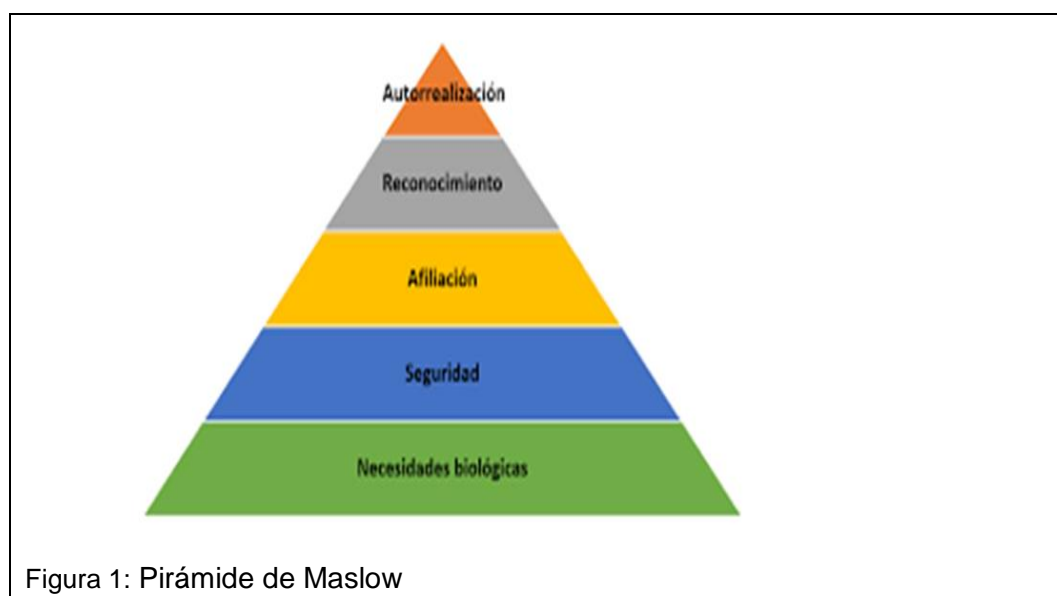 Autorrealización
Reconocimiento
Afiliación
Seguridad
Necesidades biológicas
Figura 1: Pirámide de Maslow